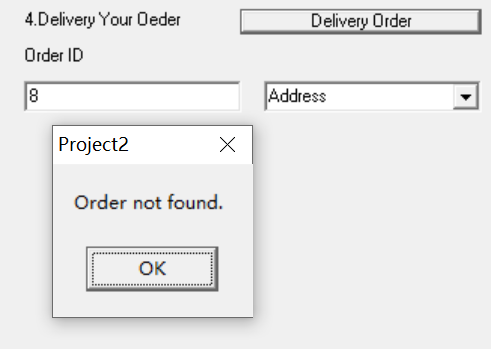 4.Delivery Your Oeder
Delivery Order
Order ID
8
Address
Project2
Order not found.
OK